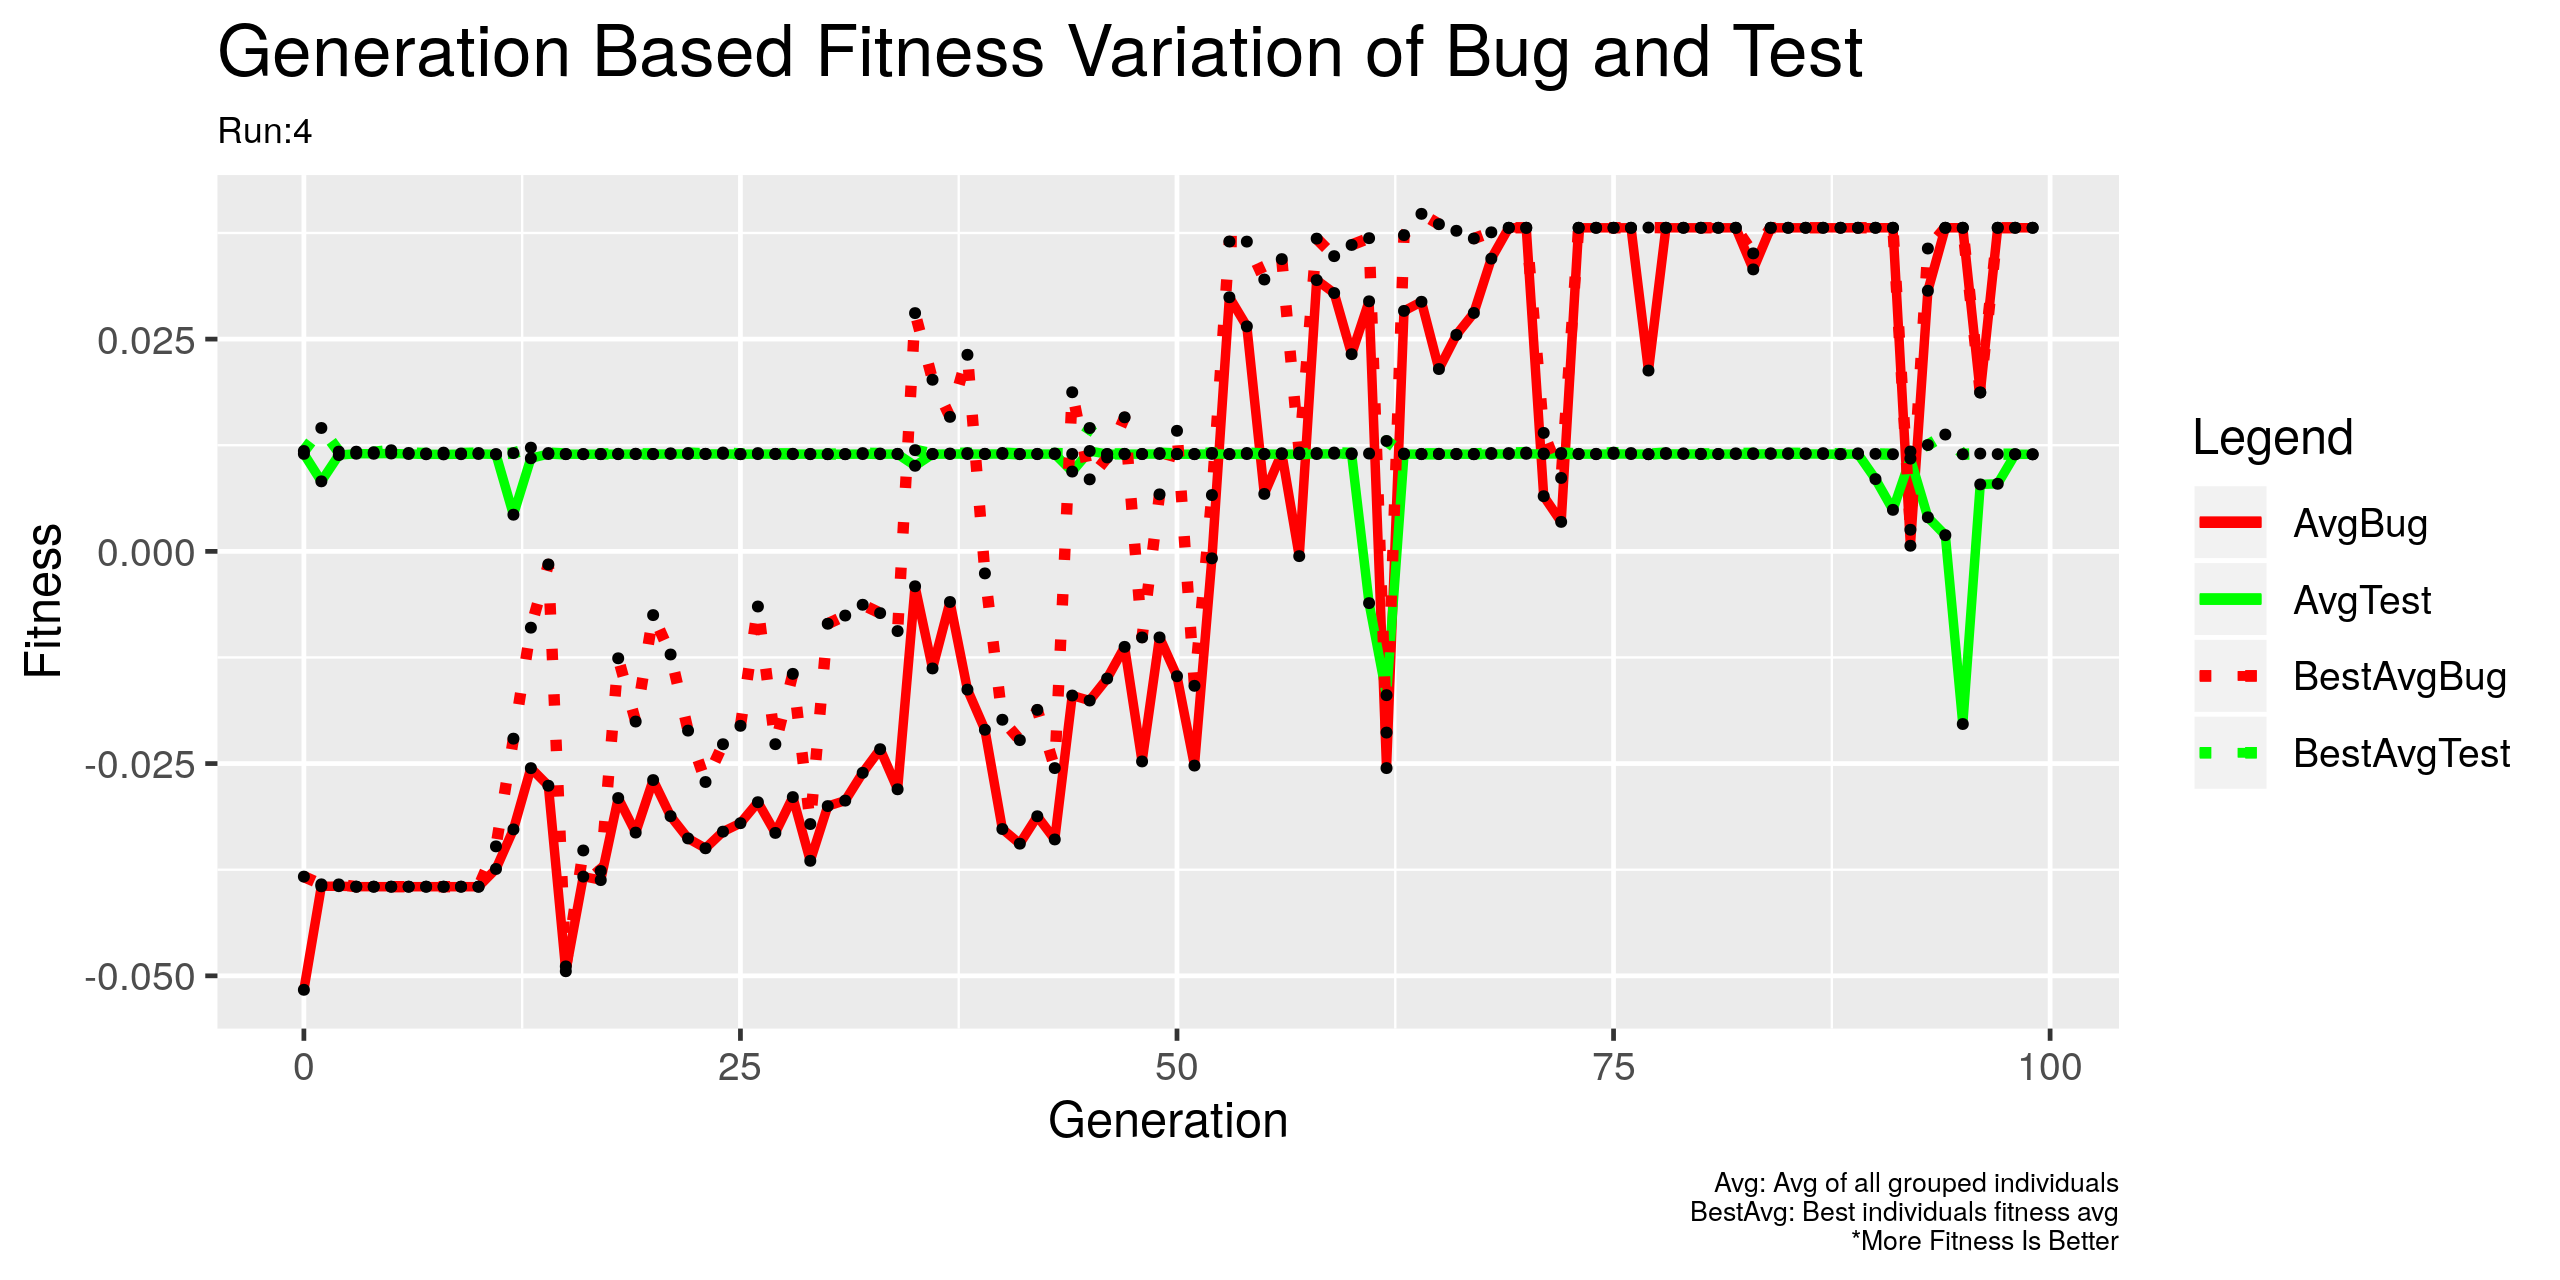 Generation Based Fitness Variation of Bug and Test
Run:4
Fitness
0.025
0.000
-0.025
-0.050
0
25
50
75
100
Generation
Legend
AvgBug
AvgTest
BestAvgBug
BestAvgTest
Avg: Avg of all grouped individuals
BestAvg: Best individuals fitness avg
*More Fitness Is Better